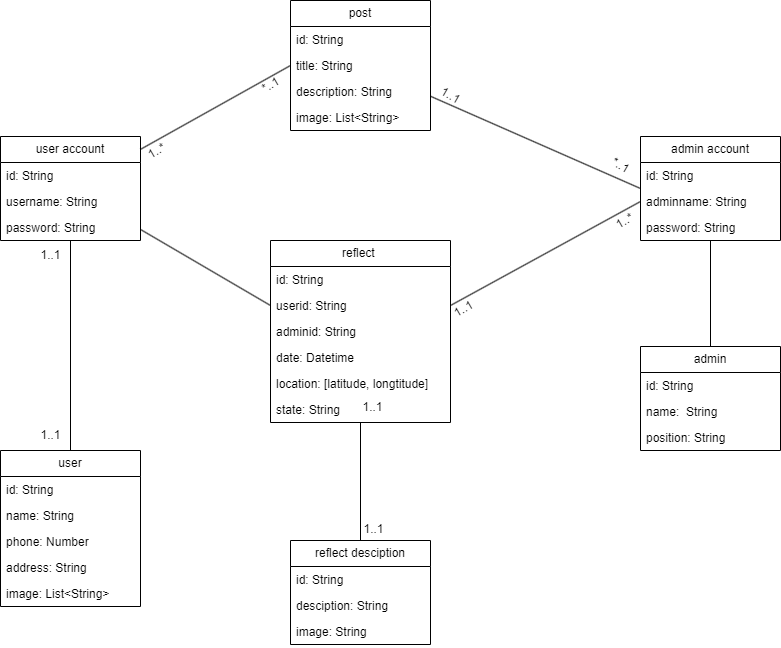 post
id: String
title: String
description: String
image: List<String>
*..1
1..*
1..1
*..1
user account
id: String
username: String
password: String
1..1
admin account
id: String
adminname: String
password: String
1..*
reflect
id: String
userid: String
adminid: String
date: Datetime
location: [latitude, longtitude]
state: String
1..1
1..1
admin
id: String
name:  String
position: String
1..1
user
id: String
name: String
phone: Number
address: String
image: List<String>
1..1
reflect desciption
id: String
desciption: String
image: String